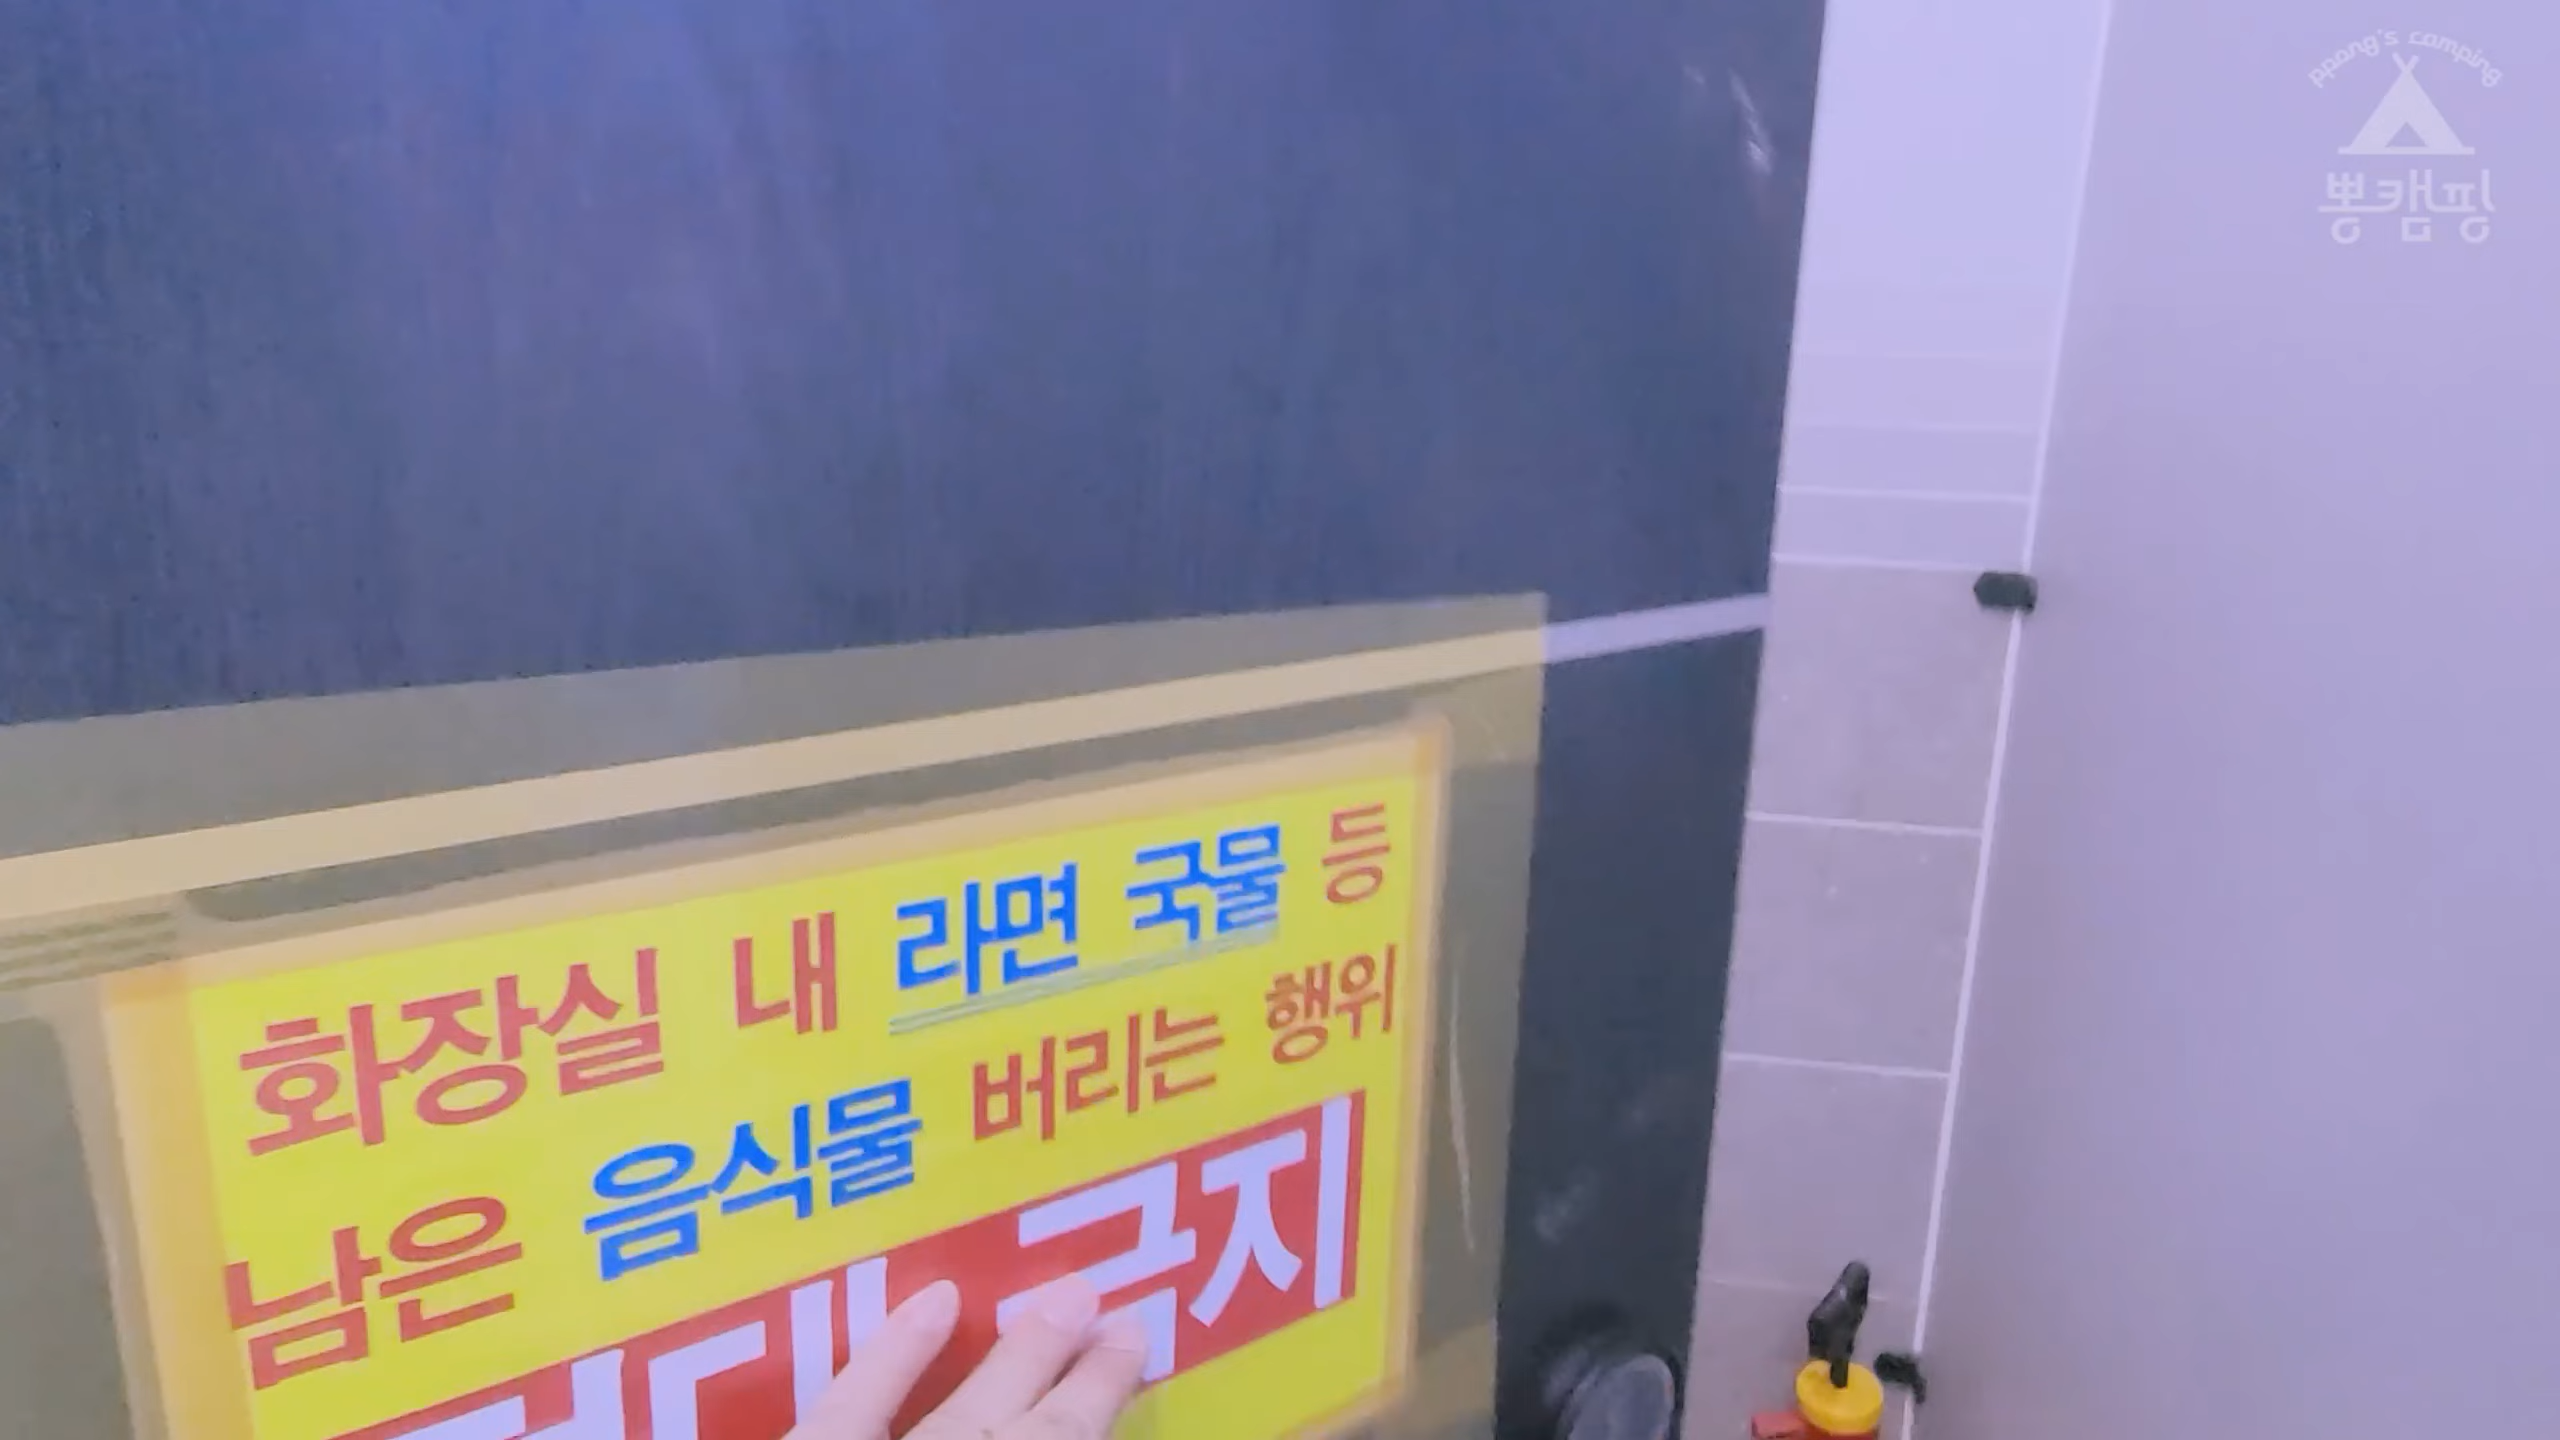 ppang's camping
뽕캠핑
화장실 내 라면 국물 등
남은 음식물 버리는 행위
금지